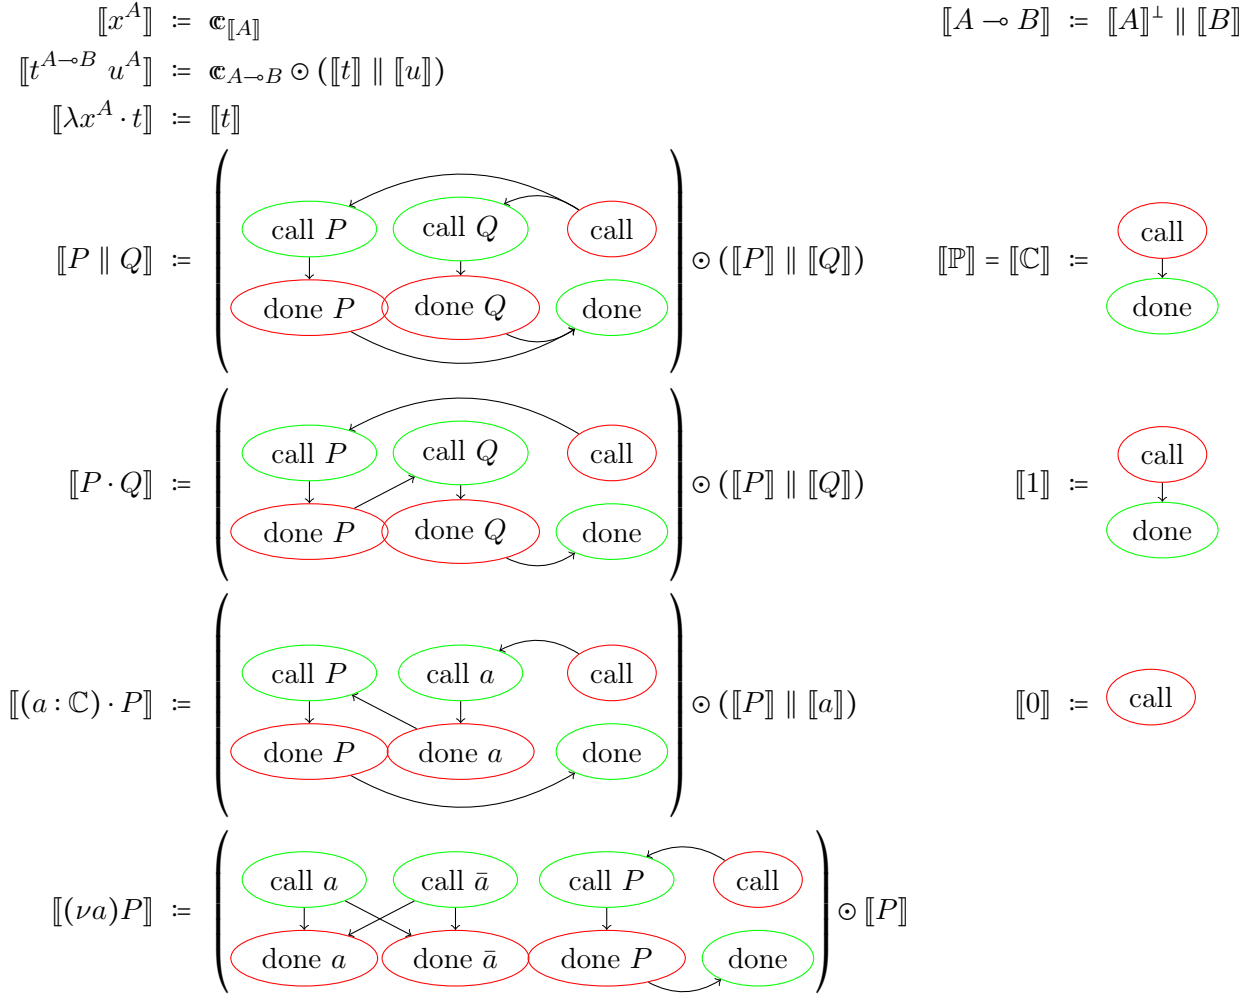 ⟦x^A⟧ ≔ 𝕔_⟦A⟧ ⟦A ⊸ B⟧ ≔ ⟦A⟧^⊥ ∥ ⟦B⟧
⟦t^{A⊸B} u^A⟧ ≔ 𝕔_{A⊸B} ⊙ (⟦t⟧ ∥ ⟦u⟧)
⟦λx^A · t⟧ ≔ ⟦t⟧
call P call Q call call
⟦P ∥ Q⟧ ≔ ⊙ (⟦P⟧ ∥ ⟦Q⟧) ⟦ℙ⟧ = ⟦ℂ⟧ ≔
done P done Q done done
call P call Q call call
⟦P · Q⟧ ≔ ⊙ (⟦P⟧ ∥ ⟦Q⟧) ⟦1⟧ ≔
done P done Q done done
call P call a call
⟦(a : ℂ) · P⟧ ≔ ⊙ (⟦P⟧ ∥ ⟦a⟧) ⟦0⟧ ≔ call
done P done a done
call a call ā call P call
⟦(νa)P⟧ ≔ ⊙ ⟦P⟧
done a done ā done P done